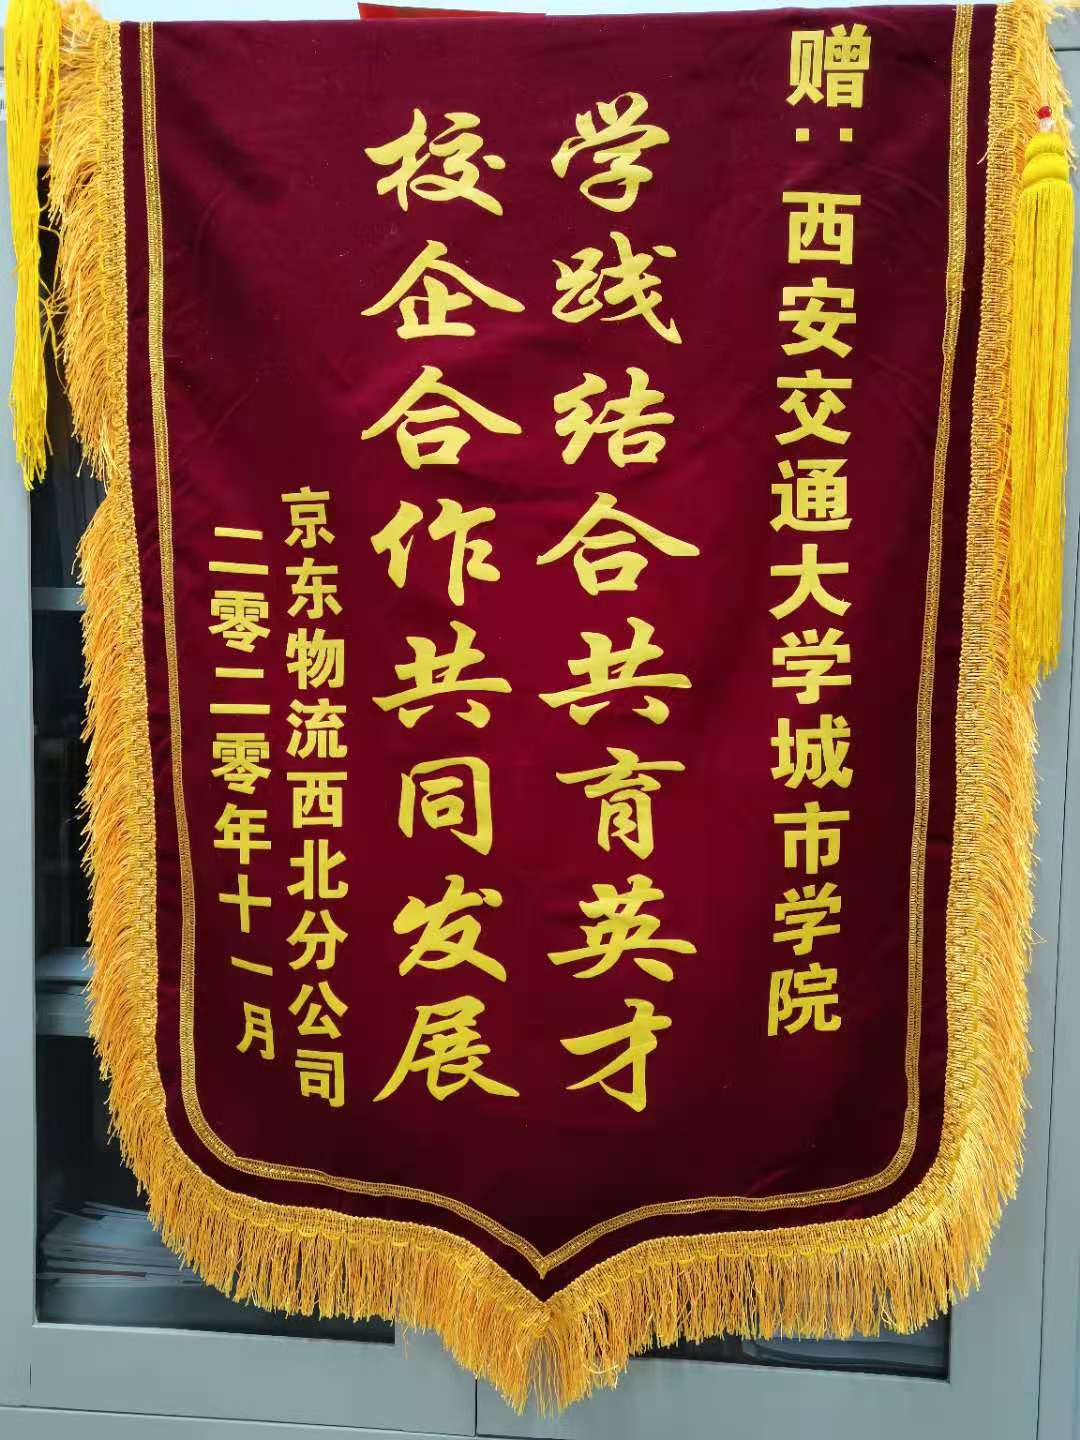 赠：西安交通大学城市学院
学践结合共育英才
校企合作共同发展
京东物流西北分公司
二零二零年十一月